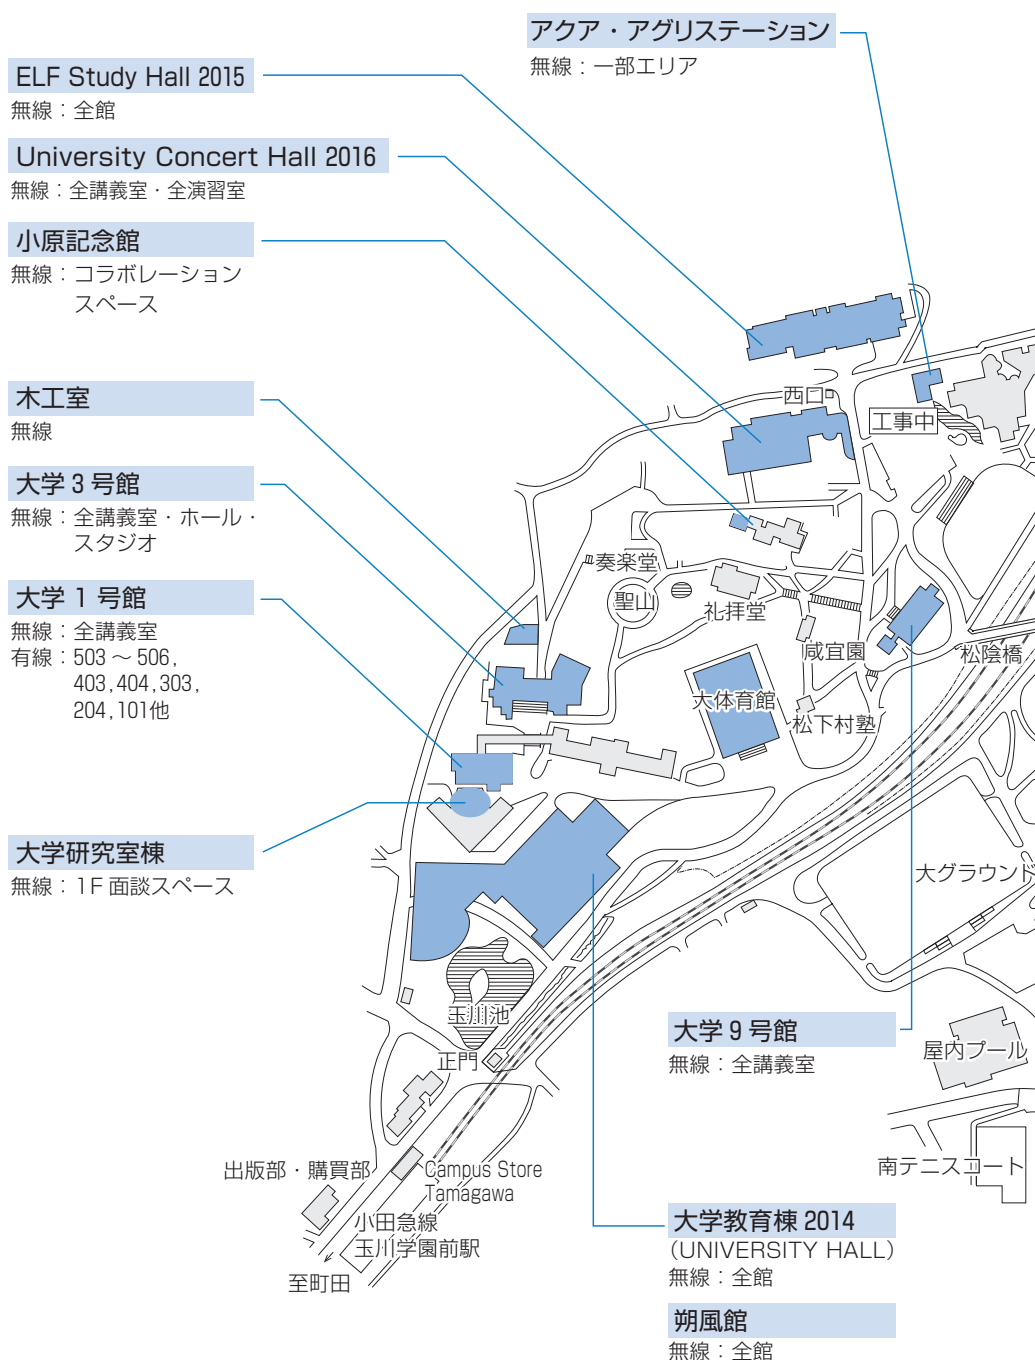 アクア・アグリステーション
無線：一部エリア
ELF Study Hall 2015
無線：全館
University Concert Hall 2016
無線：全講義室・全演習室
小原記念館
無線：コラボレーション
スペース
木工室
無線
大学 3 号館
無線：全講義室・ホール・
スタジオ
大学 1 号館
無線：全講義室
有線：503 ～ 506,
403,404,303,
204,101他
大学研究室棟
無線：1F 面談スペース
西口
工事中
奏楽堂
聖山
礼拝堂
咸宜園
松陰橋
大体育館
松下村塾
大グラウンド
玉川池
正門
大学 9 号館
無線：全講義室
屋内プール
南テニスコート
出版部・購買部
Campus Store
Tamagawa
小田急線
玉川学園前駅
至町田
大学教育棟 2014
(UNIVERSITY HALL)
無線：全館
朔風館
無線：全館